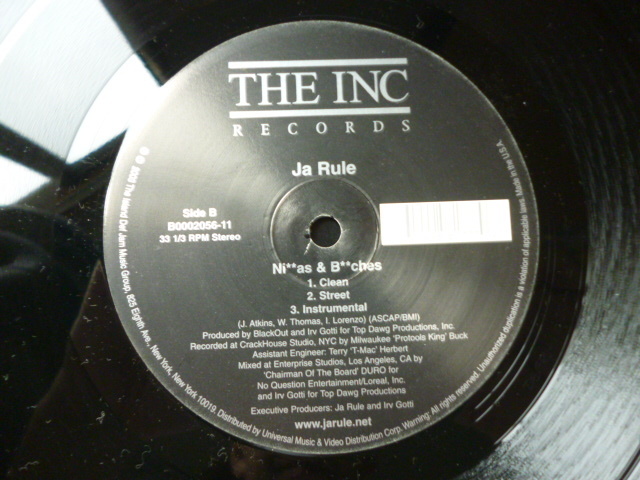 THE INC
RECORDS
Ja Rule
Side B
B0002056-11
33 1/3 RPM Stereo
Ni**as & B**ches
1. Clean
2. Street
3. Instrumental
(J. Atkins, W. Thomas, I. Lorenzo) (ASCAP/BMI)
Produced by BlackOut and Irv Gotti for Top Dawg Productions, Inc.
Recorded at CrackHouse Studio, NYC by Milwaukee 'Protools King' Buck
Assistant Engineer: Terry 'T-Mac' Herbert
Mixed at Enterprise Studios, Los Angeles, CA by
'Chairman Of The Board' DURO for
No Question Entertainment/Loreal, Inc.
and Irv Gotti for Top Dawg Productions
Executive Producers: Ja Rule and Irv Gotti
www.jarule.net
℗ © 2003 The Island Def Jam Music Group, 825 Eighth Ave., New York, New York 10019. Distributed by Universal Music & Video Distribution Corp. Warning: All rights reserved. Unauthorized duplication is a violation of applicable laws. Made in the U.S.A.